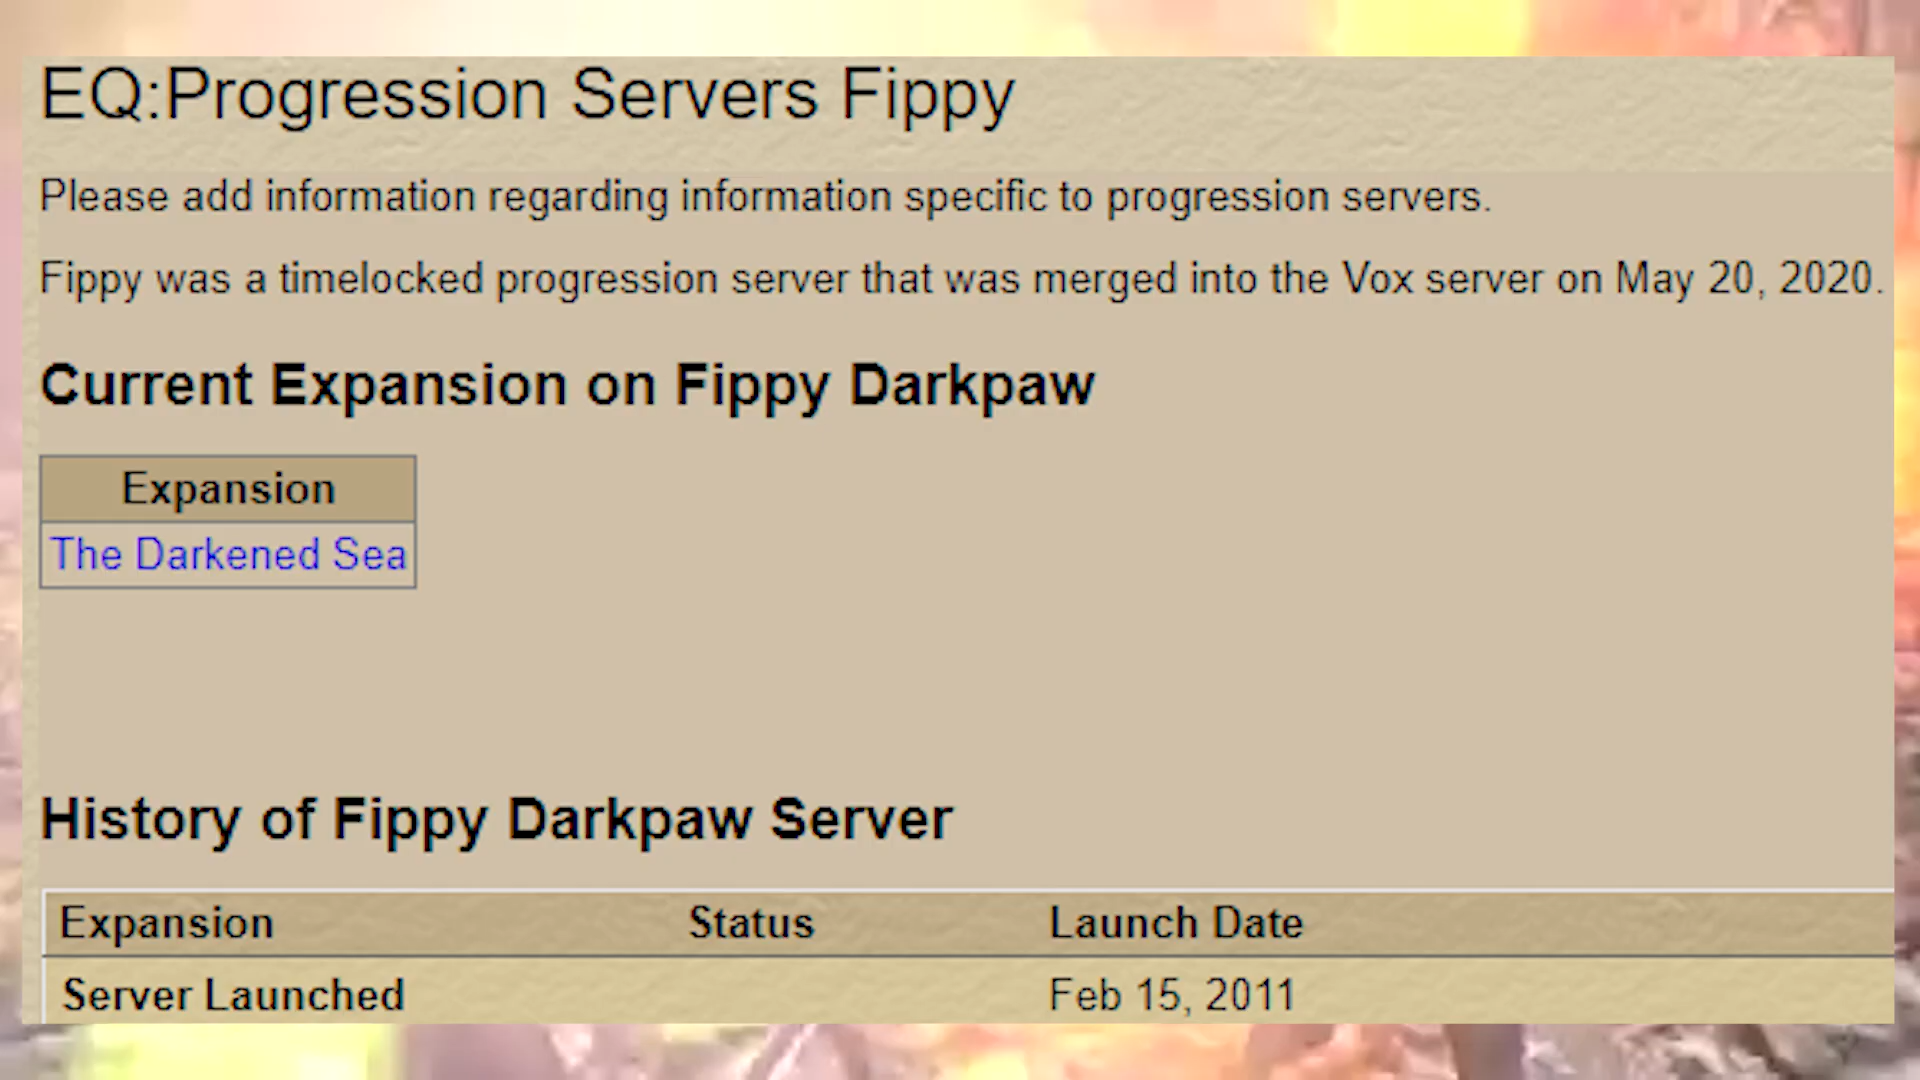 EQ:Progression Servers Fippy
Please add information regarding information specific to progression servers.
Fippy was a timelocked progression server that was merged into the Vox server on May 20, 2020.
Current Expansion on Fippy Darkpaw
Expansion
The Darkened Sea
History of Fippy Darkpaw Server
Expansion Status Launch Date
Server Launched Feb 15, 2011